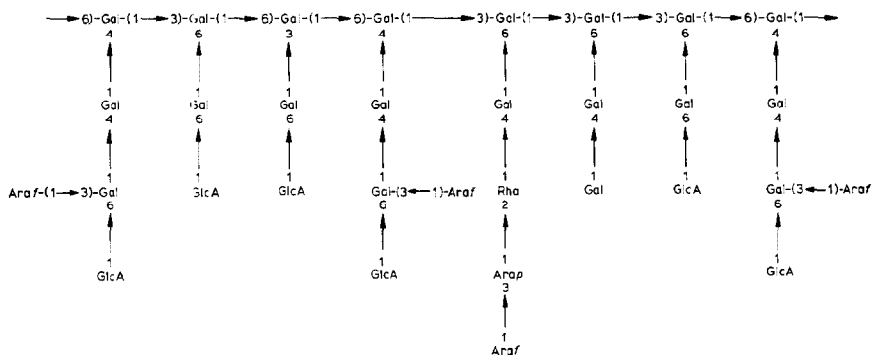 6)-Gal-(1 3)-Gal-(1 6)-Gal-(1 6)-Gal-(1 3)-Gal-(1 3)-Gal-(1 3)-Gal-(1 6)-Gal-(1
4 6 3 4 6 6 6 4
1 1 1 1 1 1 1 1
Gal Gal Gal Gal Gal Gal Gal Gal
4 6 6 4 4 4 6 4
1 1 1 1 1 1 1 1
Araf-(1 3)-Gal GlcA GlcA Gal-(3 1)-Araf Rha Gal GlcA Gal-(3 1)-Araf
6 6 2 6
1 1 1 1
GlcA GlcA Arap GlcA
3
1
Araf